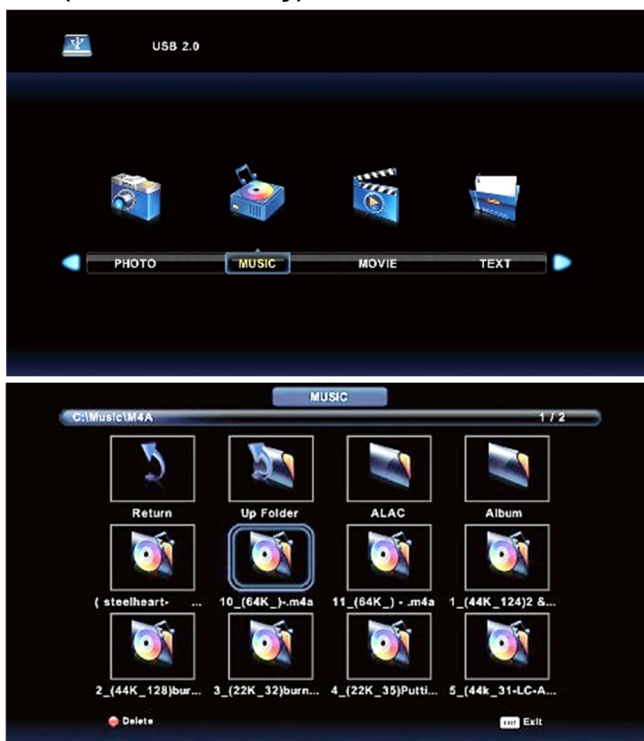 USB 2.0
PHOTO MUSIC MOVIE TEXT
MUSIC
C:\Music\M4A 1 / 2
Return Up Folder ALAC Album
( steelheart- ... 10_(64K_)-.m4a 11_(64K_) - .m4a 1_(44K_124)2 &...
2_(44K_128)bur... 3_(22K_32)burn... 4_(22K_35)Putti... 5_(44k_31-LC-A...
Delete EXIT Exit